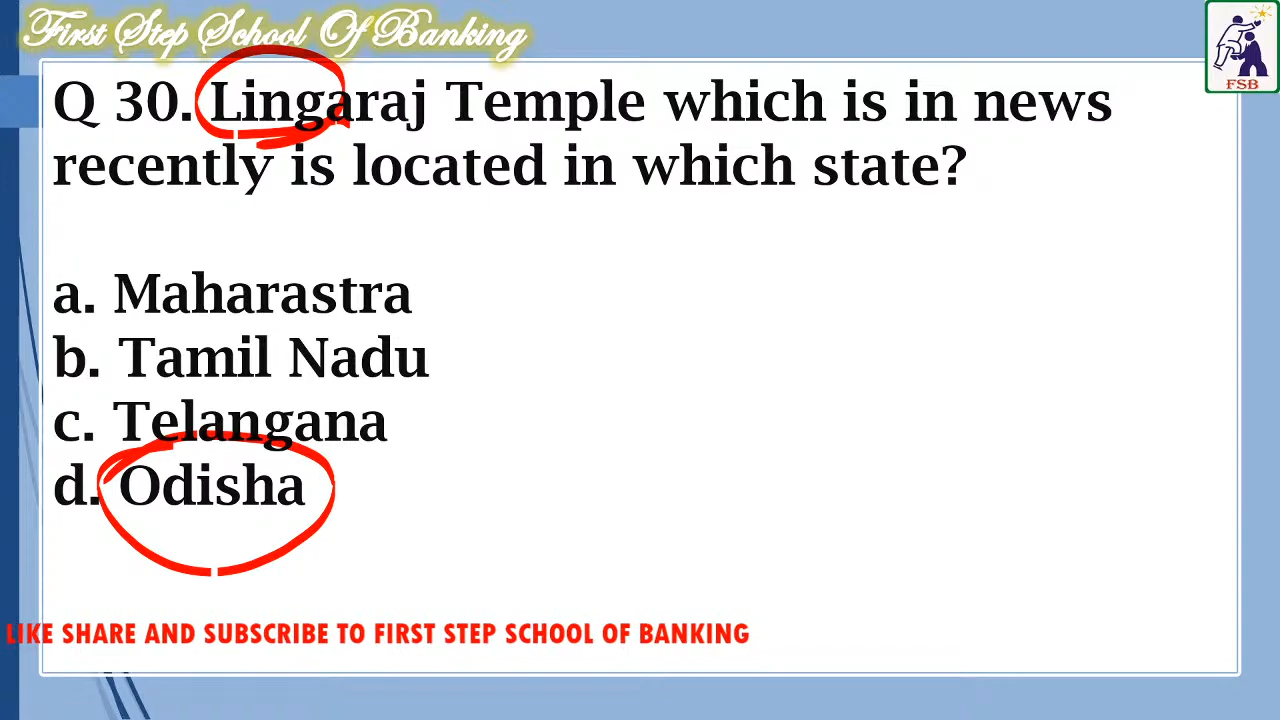 First Step School Of Banking
FSB
Q 30. Lingaraj Temple which is in news
recently is located in which state?
a. Maharastra
b. Tamil Nadu
c. Telangana
d. Odisha
LIKE SHARE AND SUBSCRIBE TO FIRST STEP SCHOOL OF BANKING